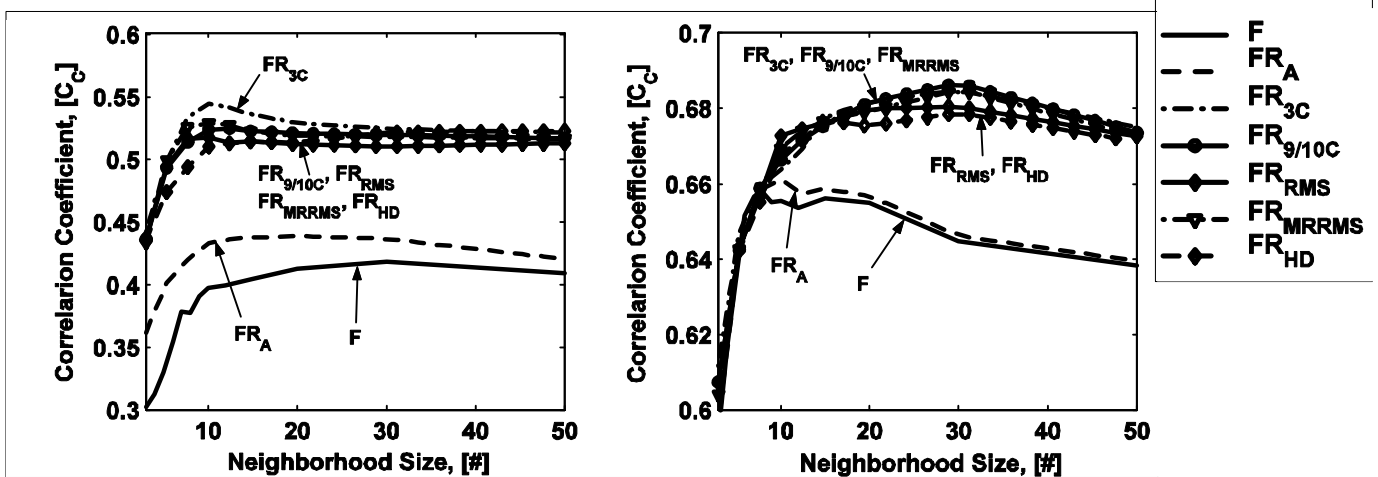 0.6
0.55
0.5
0.45
0.4
0.35
0.3
10 20 30 40 50
Correlarion Coefficient, [C_C]
Neighborhood Size, [#]
FR_3C
FR_9/10C, FR_RMS
FR_MRRMS, FR_HD
FR_A
F
0.7
0.68
0.66
0.64
0.62
0.6
10 20 30 40 50
Correlarion Coefficient, [C_C]
Neighborhood Size, [#]
FR_3C, FR_9/10C, FR_MRRMS
FR_RMS, FR_HD
FR_A
F
F
FR_A
FR_3C
FR_9/10C
FR_RMS
FR_MRRMS
FR_HD